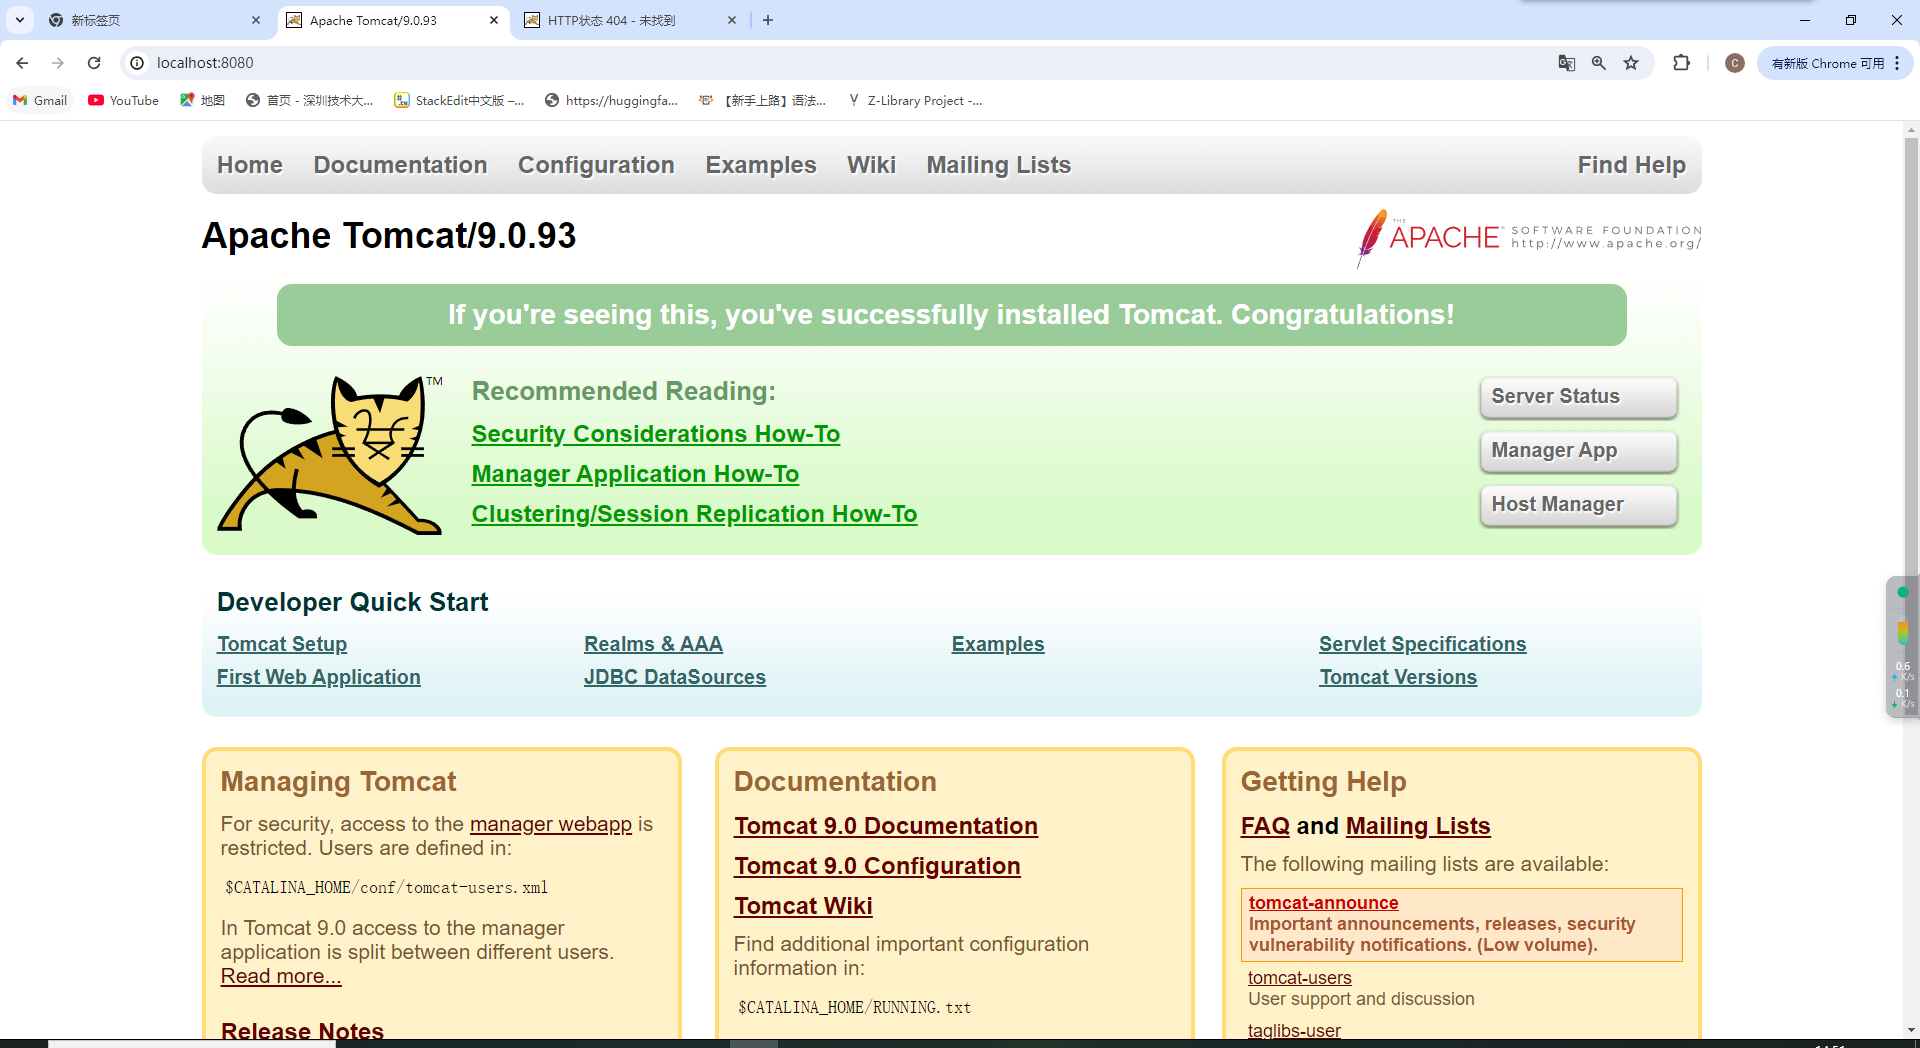 新标签页
Apache Tomcat/9.0.93
HTTP状态 404 - 未找到
localhost:8080
C
有新版 Chrome 可用
Gmail
YouTube
地图
首页 - 深圳技术大...
StackEdit中文版 –...
https://huggingfa...
【新手上路】语法...
Z-Library Project -...
Home
Documentation
Configuration
Examples
Wiki
Mailing Lists
Find Help
Apache Tomcat/9.0.93
THE
APACHE
SOFTWARE FOUNDATION
http://www.apache.org/
If you're seeing this, you've successfully installed Tomcat. Congratulations!
TM
Recommended Reading:
Security Considerations How-To
Manager Application How-To
Clustering/Session Replication How-To
Server Status
Manager App
Host Manager
Developer Quick Start
Tomcat Setup
Realms & AAA
Examples
Servlet Specifications
First Web Application
JDBC DataSources
Tomcat Versions
0.6
K/s
0.1
K/s
Managing Tomcat
For security, access to the manager webapp is
restricted. Users are defined in:
$CATALINA_HOME/conf/tomcat-users.xml
In Tomcat 9.0 access to the manager
application is split between different users.
Read more...
Release Notes
Documentation
Tomcat 9.0 Documentation
Tomcat 9.0 Configuration
Tomcat Wiki
Find additional important configuration
information in:
$CATALINA_HOME/RUNNING.txt
Getting Help
FAQ and Mailing Lists
The following mailing lists are available:
tomcat-announce
Important announcements, releases, security
vulnerability notifications. (Low volume).
tomcat-users
User support and discussion
taglibs-user